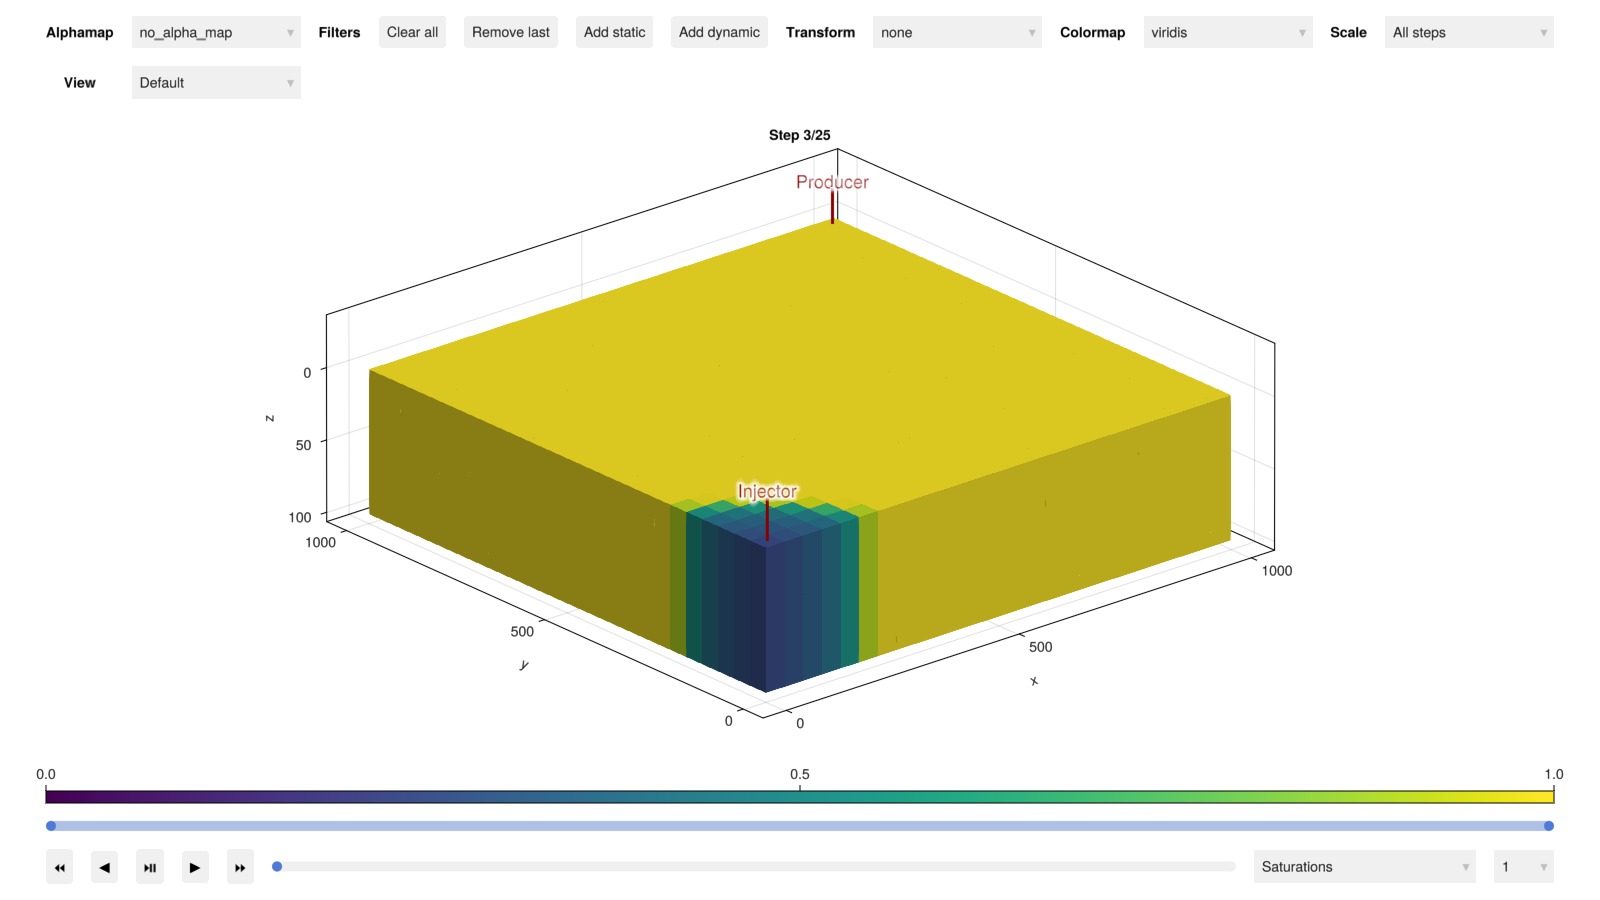 Alphamap no_alpha_map Filters Clear all Remove last Add static Add dynamic Transform none Colormap viridis Scale All steps
View Default
Step 3/25
Producer
0
z
50
Injector
100
1000
1000
500
500
y
x
0
0
0.0 0.5 1.0
Saturations 1